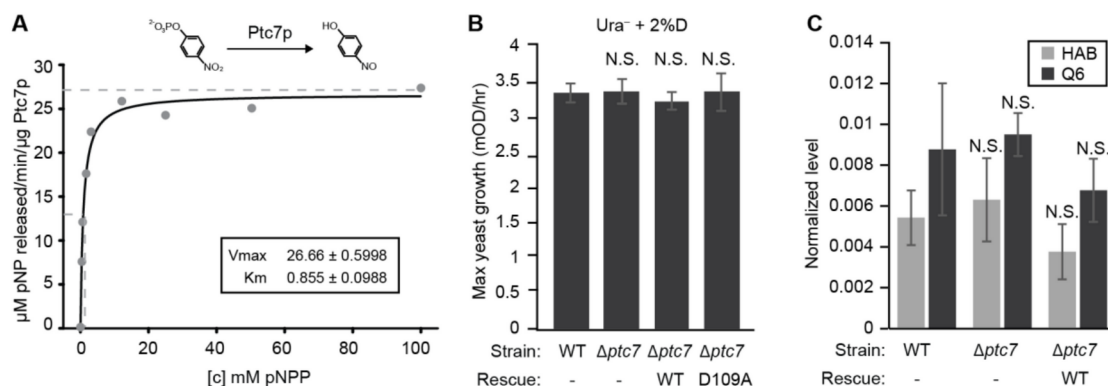 A
²⁻O₃PO
NO₂
Ptc7p
HO
NO
µM pNP released/min/µg Ptc7p
30
25
20
15
10
5
0
Vmax 26.66 ± 0.5998
Km 0.855 ± 0.0988
0 20 40 60 80 100
[c] mM pNPP
B
Ura⁻ + 2%D
Max yeast growth (mOD/hr)
4
3.5
3
2.5
2
1.5
1
0.5
0
N.S. N.S. N.S.
Strain: WT Δptc7 Δptc7 Δptc7
Rescue: - - WT D109A
C
HAB
Q6
Normalized level
0.014
0.012
0.01
0.008
0.006
0.004
0.002
0
N.S. N.S. N.S. N.S.
Strain: WT Δptc7 Δptc7
Rescue: - - WT